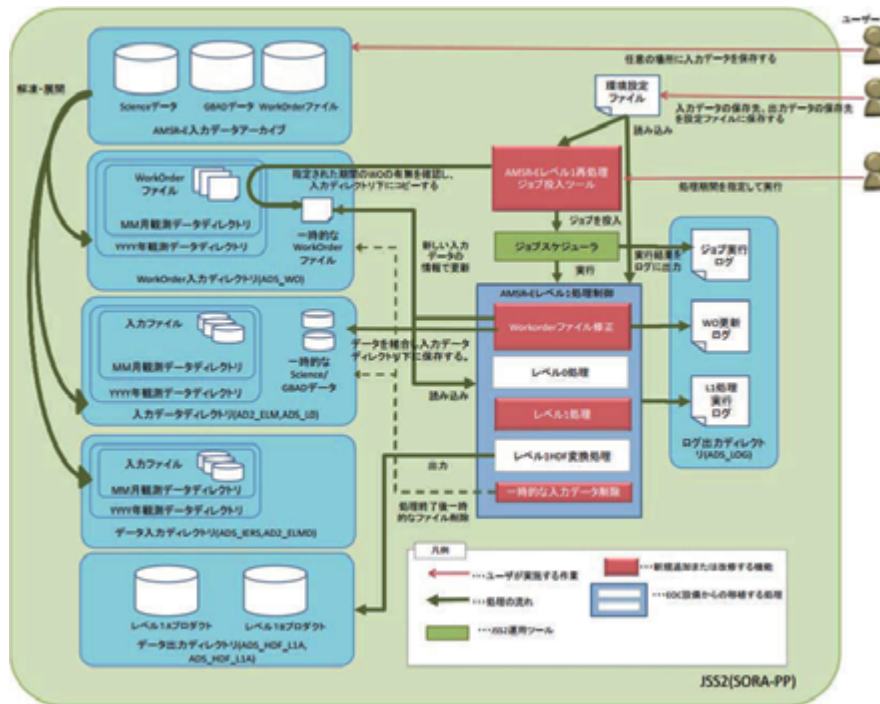 ユーザー
Scienceデータ
GBADデータ
WorkOrderファイル
AMSR-E入力データアーカイブ
解凍・展開
任意の場所に入力データを保存する
環境設定
ファイル
入力データの保存先、出力データの保存先
を設定ファイルに保存する
読み込み
WorkOrder
ファイル
MM月観測データディレクトリ
YYYY年観測データディレクトリ
WorkOrder入力ディレクトリ(ADS_WO)
指定された期間のWOの有無を確認し、
入力ディレクトリ下にコピーする
一時的な
WorkOrder
ファイル
AMSR-Eレベル1再処理
ジョブ投入ツール
処理期間を指定して実行
ジョブを投入
ジョブスケジューラ
実行
実行結果を
ログに出力
新しい入力
データの
情報で更新
ジョブ実行
ログ
WO更新
ログ
L1処理
実行
ログ
ログ出力ディレクト
リ(ADS_LOG)
AMSR-Eレベル1処理制御
Workorderファイル修正
レベル0処理
レベル1処理
レベル1HDF変換処理
一時的な入力データ削除
入力ファイル
MM月観測データディレクトリ
YYYY年観測データディレクトリ
入力データディレクトリ(AD2_ELM,ADS_L0)
一時的な
Science/
GBADデータ
データを結合し入力データ
ディレクトリ下に保存する。
読み込み
出力
処理終了後一時
的なファイル削除
入力ファイル
MM月観測データディレクトリ
YYYY年観測データディレクトリ
データ入力ディレクトリ(ADS_IERS,AD2_ELMD)
レベル1Aプロダクト
レベル1Bプロダクト
データ出力ディレクトリ(ADS_HDF_L1A,
ADS_HDF_L1A)
凡例
…ユーザが実施する作業
…処理の流れ
…JSS2運用ツール
…新規追加または改修する機能
…EOC設備からの移植する処理
JSS2(SORA-PP)